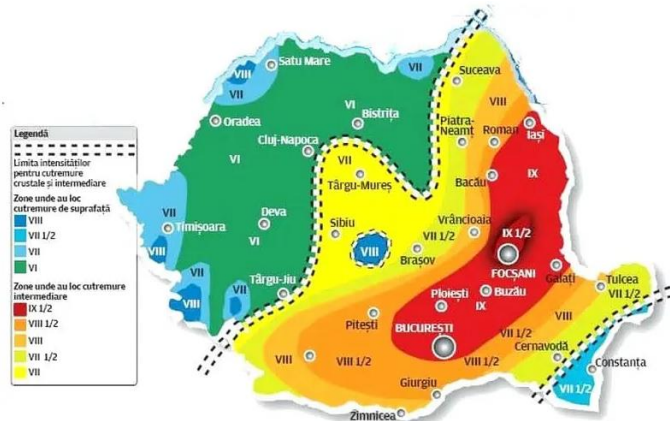 Legendă
Limita intensităților
pentru cutremure
crustale și intermediare
Zone unde au loc
cutremure de suprafață
VIII
VII 1/2
VII
VI
Zone unde au loc cutremure
intermediare
IX 1/2
VIII 1/2
VIII
VII 1/2
VII
VIII
Satu Mare
VII
VII
Suceava
Oradea
VI
Bistrița
VIII
Piatra-
Neamț
Roman
Iași
Cluj-Napoca
VI
VII
Târgu-Mureș
Bacău
IX
VII
Timișoara
Deva
VI
Sibiu
Vrâncioaia
VII 1/2
IX 1/2
VIII
VIII
Brașov
FOCȘANI
VII
VII
Târgu-Jiu
VIII
Galați
Tulcea
VII 1/2
Ploiești
IX
Buzău
Pitești
VIII
BUCUREȘTI
VII 1/2
Cernavodă
VIII
VIII 1/2
VIII 1/2
Constanța
Giurgiu
VII 1/2
Zimnicea